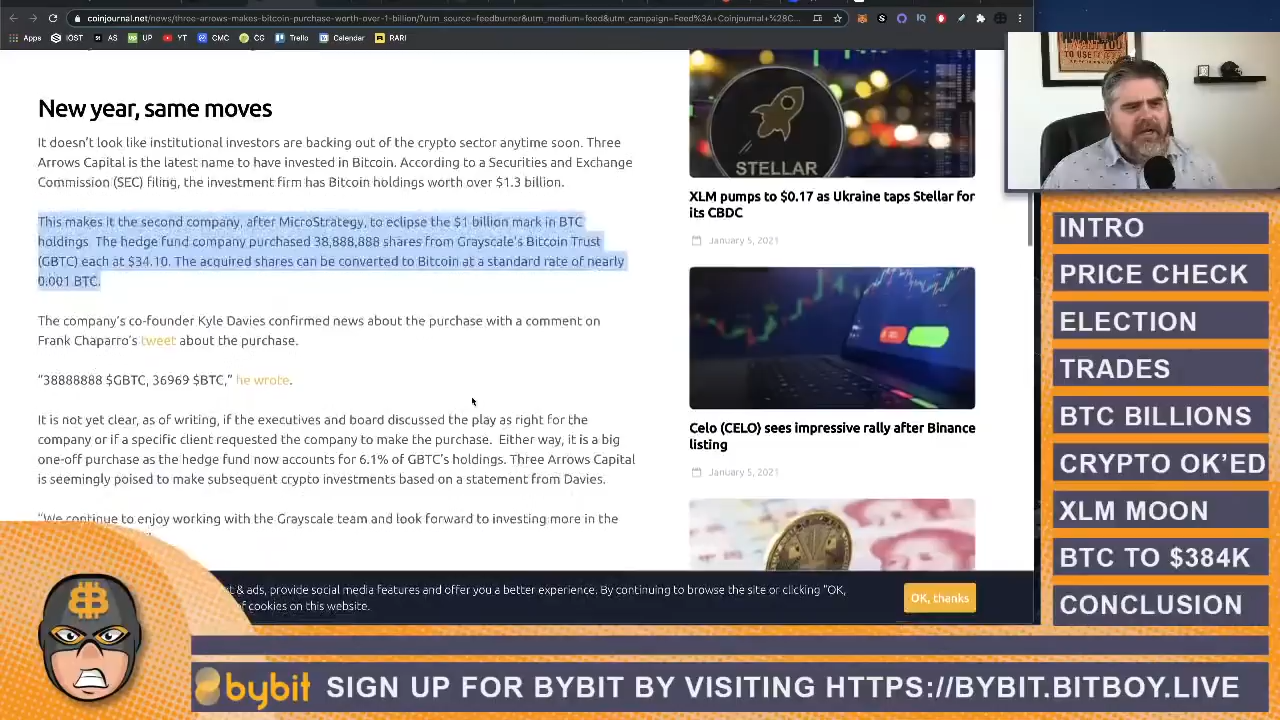 coinjournal.net/news/three-arrows-makes-bitcoin-purchase-worth-over-1-billion/?utm_source=feedburner&utm_medium=feed&utm_campaign=Feed%3A+Coinjournal+%28C...
Apps
IOST
AS
UP
YT
CMC
CG
Trello
Calendar
RARI
New year, same moves
It doesn't look like institutional investors are backing out of the crypto sector anytime soon. Three
Arrows Capital is the latest name to have invested in Bitcoin. According to a Securities and Exchange
Commission (SEC) filing, the investment firm has Bitcoin holdings worth over $1.3 billion.
This makes it the second company, after MicroStrategy, to eclipse the $1 billion mark in BTC
holdings. The hedge fund company purchased 38,888,888 shares from Grayscale's Bitcoin Trust
(GBTC) each at $34.10. The acquired shares can be converted to Bitcoin at a standard rate of nearly
0.001 BTC.
The company's co-founder Kyle Davies confirmed news about the purchase with a comment on
Frank Chaparro's tweet about the purchase.
"38888888 $GBTC, 36969 $BTC," he wrote.
It is not yet clear, as of writing, if the executives and board discussed the play as right for the
company or if a specific client requested the company to make the purchase. Either way, it is a big
one-off purchase as the hedge fund now accounts for 6.1% of GBTC's holdings. Three Arrows Capital
is seemingly poised to make subsequent crypto investments based on a statement from Davies.
"We continue to enjoy working with the Grayscale team and look forward to investing more in the
STELLAR
XLM pumps to $0.17 as Ukraine taps Stellar for
its CBDC
January 5, 2021
Celo (CELO) sees impressive rally after Binance
listing
January 5, 2021
& ads, provide social media features and offer you a better experience. By continuing to browse the site or clicking "OK,
of cookies on this website.
OK, thanks
INTRO
PRICE CHECK
ELECTION
TRADES
BTC BILLIONS
CRYPTO OK'ED
XLM MOON
BTC TO $384K
CONCLUSION
bybit
SIGN UP FOR BYBIT BY VISITING HTTPS://BYBIT.BITBOY.LIVE